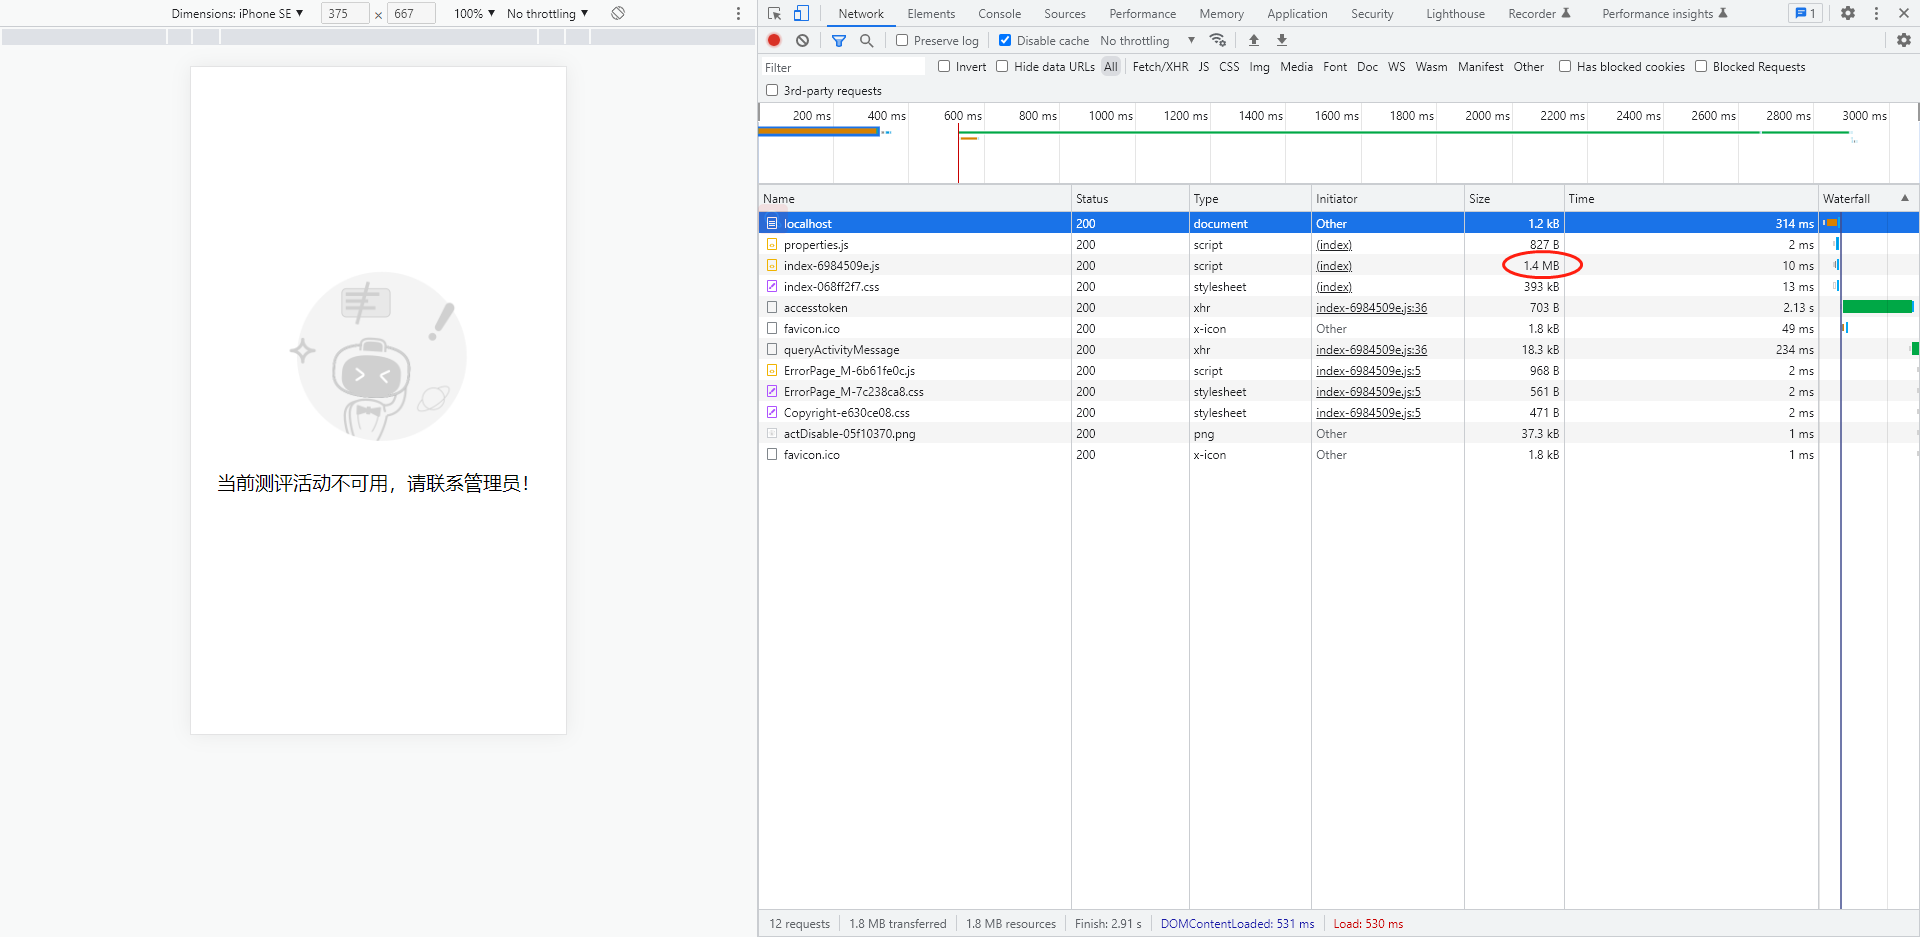 Dimensions: iPhone SE ▼ 375 × 667 100% ▼ No throttling ▼
Network Elements Console Sources Performance Memory Application Security Lighthouse Recorder Performance insights 1
Preserve log Disable cache No throttling ▼
Filter Invert Hide data URLs All Fetch/XHR JS CSS Img Media Font Doc WS Wasm Manifest Other Has blocked cookies Blocked Requests
3rd-party requests
200 ms 400 ms 600 ms 800 ms 1000 ms 1200 ms 1400 ms 1600 ms 1800 ms 2000 ms 2200 ms 2400 ms 2600 ms 2800 ms 3000 ms
Name Status Type Initiator Size Time Waterfall ▲
localhost 200 document Other 1.2 kB 314 ms
properties.js 200 script (index) 827 B 2 ms
index-6984509e.js 200 script (index) 1.4 MB 10 ms
index-068ff2f7.css 200 stylesheet (index) 393 kB 13 ms
accesstoken 200 xhr index-6984509e.js:36 703 B 2.13 s
favicon.ico 200 x-icon Other 1.8 kB 49 ms
queryActivityMessage 200 xhr index-6984509e.js:36 18.3 kB 234 ms
ErrorPage_M-6b61fe0c.js 200 script index-6984509e.js:5 968 B 2 ms
ErrorPage_M-7c238ca8.css 200 stylesheet index-6984509e.js:5 561 B 2 ms
Copyright-e630ce08.css 200 stylesheet index-6984509e.js:5 471 B 2 ms
actDisable-05f10370.png 200 png Other 37.3 kB 1 ms
favicon.ico 200 x-icon Other 1.8 kB 1 ms
当前测评活动不可用，请联系管理员！
12 requests 1.8 MB transferred 1.8 MB resources Finish: 2.91 s DOMContentLoaded: 531 ms Load: 530 ms